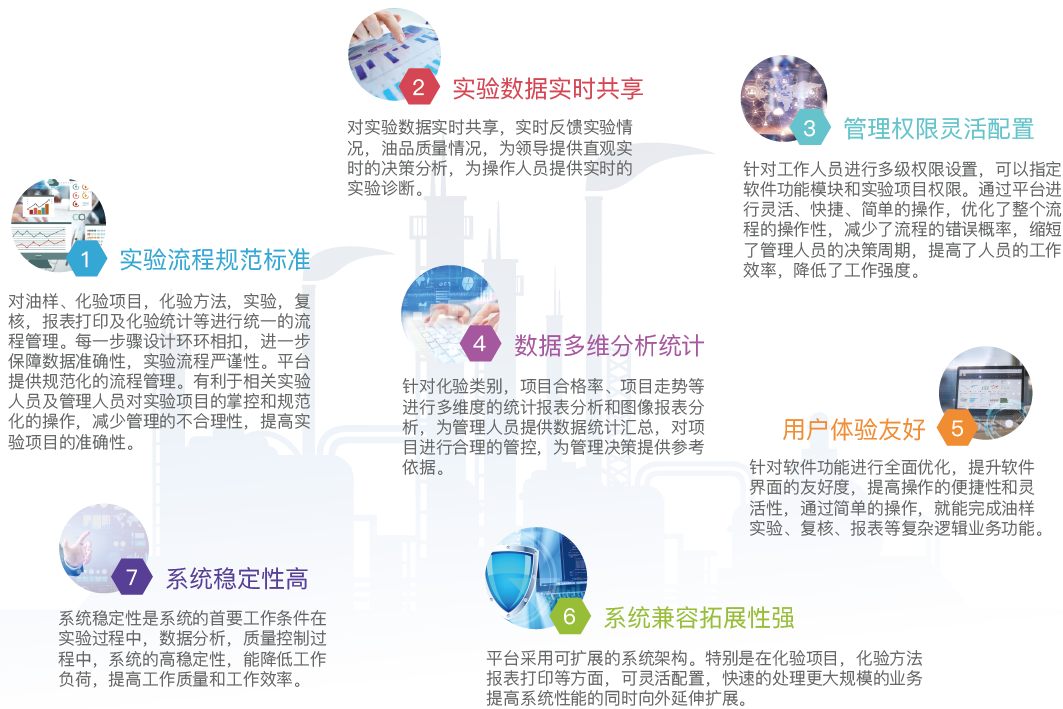 1
实验流程规范标准
对油样、化验项目，化验方法，实验，复
核，报表打印及化验统计等进行统一的流
程管理。每一步骤设计环环相扣，进一步
保障数据准确性，实验流程严谨性。平台
提供规范化的流程管理。有利于相关实验
人员及管理人员对实验项目的掌控和规范
化的操作，减少管理的不合理性，提高实
验项目的准确性。
2
实验数据实时共享
对实验数据实时共享，实时反馈实验情
况，油品质量情况，为领导提供直观实
时的决策分析，为操作人员提供实时的
实验诊断。
3
管理权限灵活配置
针对工作人员进行多级权限设置，可以指定
软件功能模块和实验项目权限。通过平台进
行灵活、快捷、简单的操作，优化了整个流
程的操作性，减少了流程的错误概率，缩短
了管理人员的决策周期，提高了人员的工作
效率，降低了工作强度。
4
数据多维分析统计
针对化验类别，项目合格率、项目走势等
进行多维度的统计报表分析和图像报表分
析，为管理人员提供数据统计汇总，对项
目进行合理的管控，为管理决策提供参考
依据。
用户体验友好
5
针对软件功能进行全面优化，提升软件
界面的友好度，提高操作的便捷性和灵
活性，通过简单的操作，就能完成油样
实验、复核、报表等复杂逻辑业务功能。
6
系统兼容拓展性强
平台采用可扩展的系统架构。特别是在化验项目，化验方法
报表打印等方面，可灵活配置，快速的处理更大规模的业务
提高系统性能的同时向外延伸扩展。
7
系统稳定性高
系统稳定性是系统的首要工作条件在
实验过程中，数据分析，质量控制过
程中，系统的高稳定性，能降低工作
负荷，提高工作质量和工作效率。